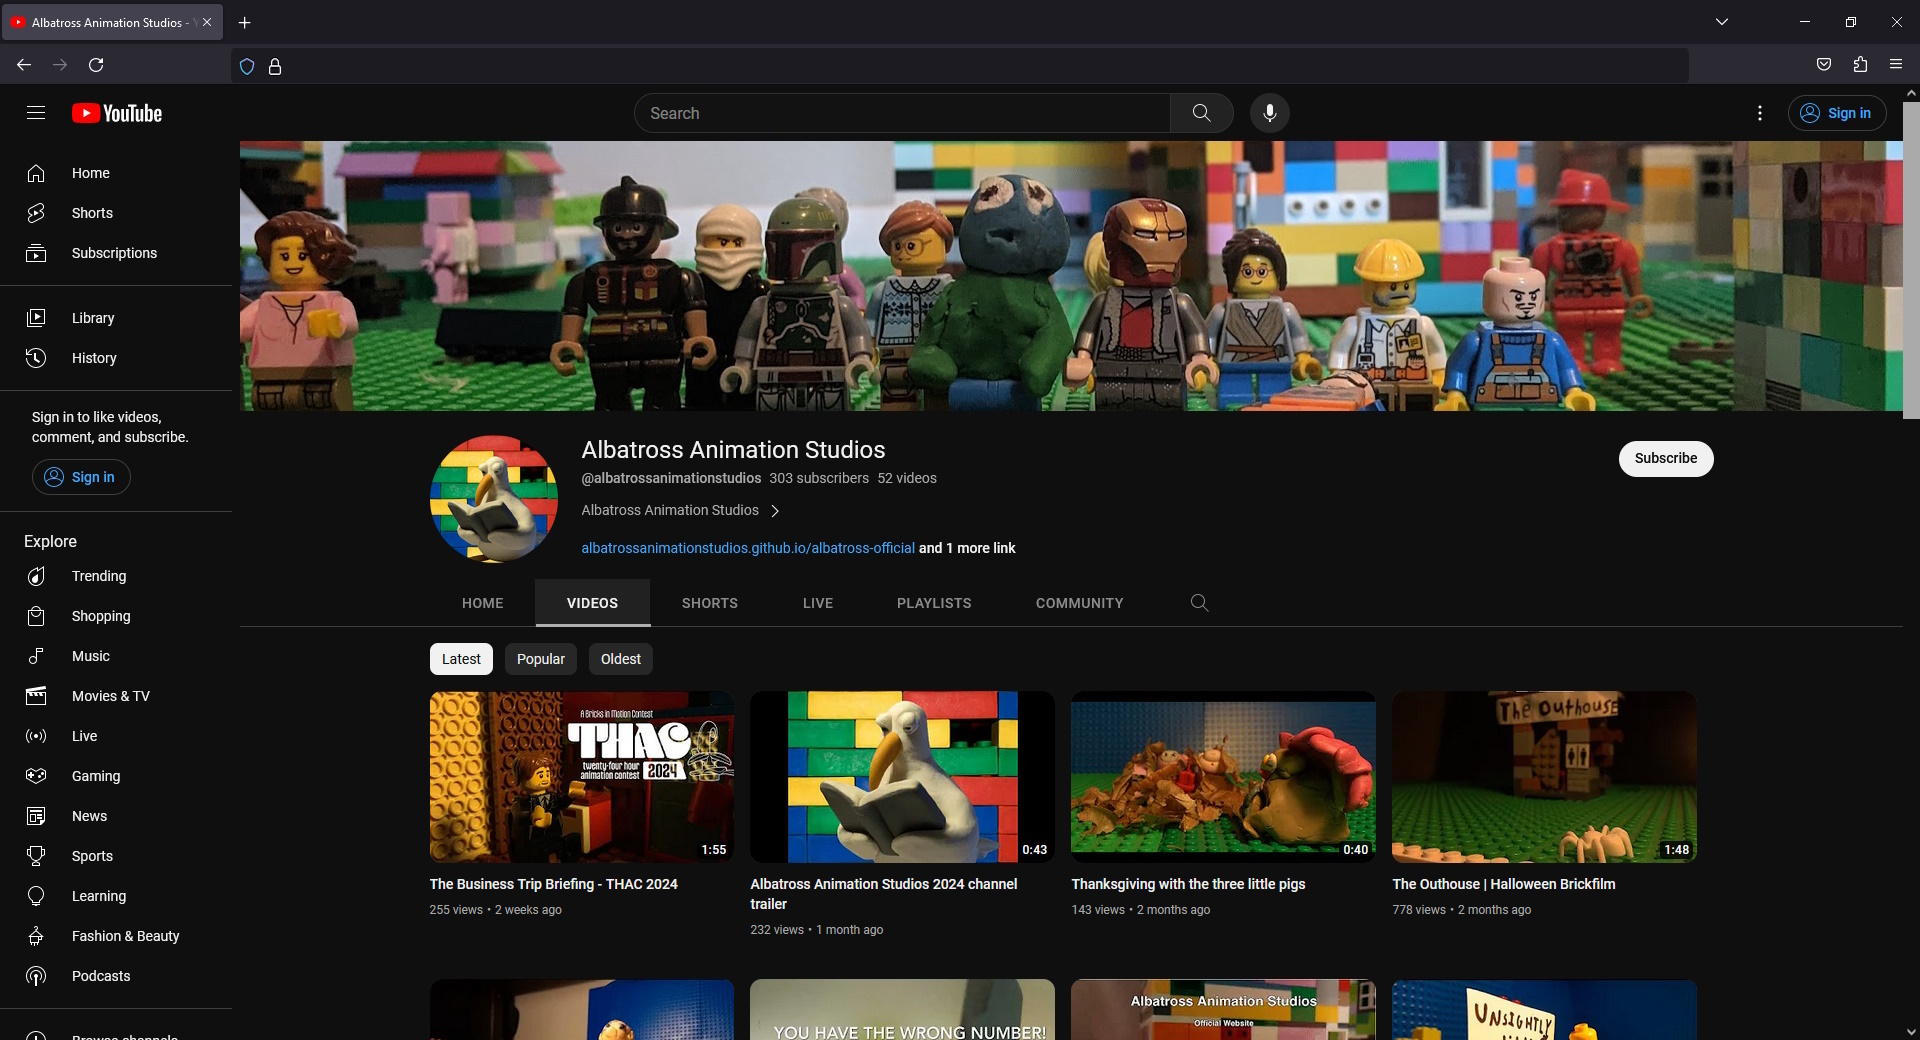 Albatross Animation Studios -
YouTube
Search
Sign in
Home
Shorts
Subscriptions
Library
History
Sign in to like videos,
comment, and subscribe.
Sign in
Explore
Trending
Shopping
Music
Movies & TV
Live
Gaming
News
Sports
Learning
Fashion & Beauty
Podcasts
Browse channels
Albatross Animation Studios
@albatrossanimationstudios 303 subscribers 52 videos
Albatross Animation Studios
albatrossanimationstudios.github.io/albatross-official and 1 more link
Subscribe
HOME VIDEOS SHORTS LIVE PLAYLISTS COMMUNITY
Latest Popular Oldest
A Bricks in Motion Contest
THAC
twenty-four hour
animation contest 2024
1:55
The Business Trip Briefing - THAC 2024
255 views • 2 weeks ago
0:43
Albatross Animation Studios 2024 channel
trailer
232 views • 1 month ago
0:40
Thanksgiving with the three little pigs
143 views • 2 months ago
The Outhouse
1:48
The Outhouse | Halloween Brickfilm
778 views • 2 months ago
YOU HAVE THE WRONG NUMBER!
Albatross Animation Studios
Official Website
UNSIGHTLY